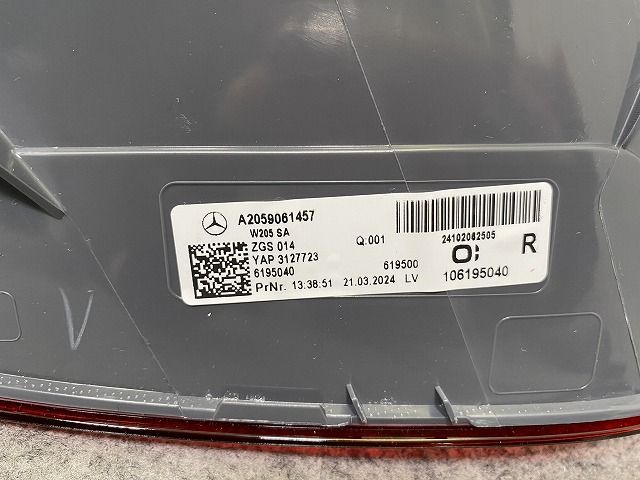 A2059061457
W205 SA
ZGS 014
Q:001
YAP 3127723
6195040
619500
PrNr. 13:38:51 21.03.2024 LV
24102062505
R
106195040
V